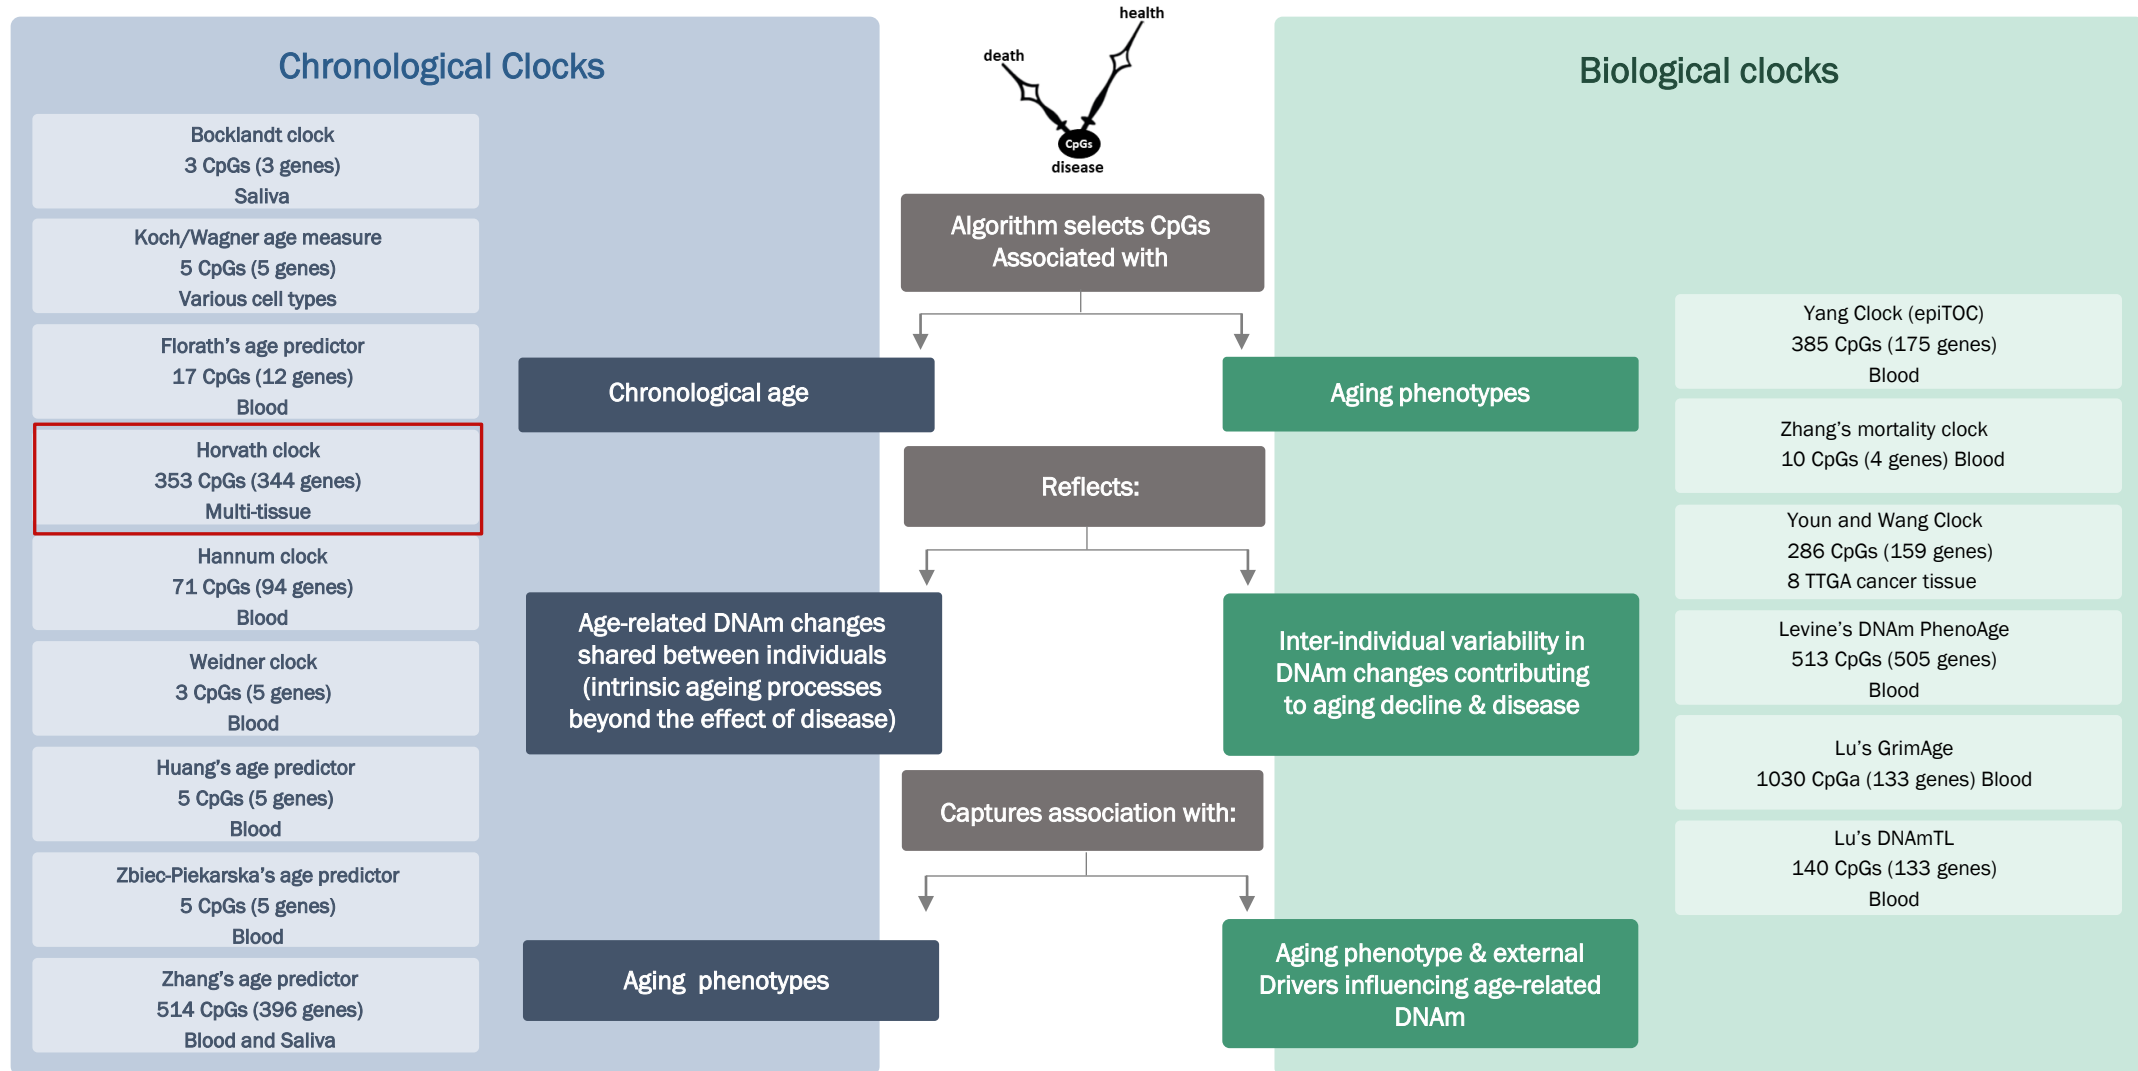 health
death
CpGs
disease
Chronological Clocks
Bocklandt clock
3 CpGs (3 genes)
Saliva
Koch/Wagner age measure
5 CpGs (5 genes)
Various cell types
Florath’s age predictor
17 CpGs (12 genes)
Blood
Horvath clock
353 CpGs (344 genes)
Multi-tissue
Hannum clock
71 CpGs (94 genes)
Blood
Weidner clock
3 CpGs (5 genes)
Blood
Huang’s age predictor
5 CpGs (5 genes)
Blood
Zbiec-Piekarska’s age predictor
5 CpGs (5 genes)
Blood
Zhang’s age predictor
514 CpGs (396 genes)
Blood and Saliva
Algorithm selects CpGs
Associated with
Chronological age
Aging phenotypes
Reflects:
Age-related DNAm changes
shared between individuals
(intrinsic ageing processes
beyond the effect of disease)
Inter-individual variability in
DNAm changes contributing
to aging decline & disease
Captures association with:
Aging phenotypes
Aging phenotype & external
Drivers influencing age-related
DNAm
Biological clocks
Yang Clock (epiTOC)
385 CpGs (175 genes)
Blood
Zhang’s mortality clock
10 CpGs (4 genes) Blood
Youn and Wang Clock
286 CpGs (159 genes)
8 TTGA cancer tissue
Levine’s DNAm PhenoAge
513 CpGs (505 genes)
Blood
Lu’s GrimAge
1030 CpGa (133 genes) Blood
Lu’s DNAmTL
140 CpGs (133 genes)
Blood